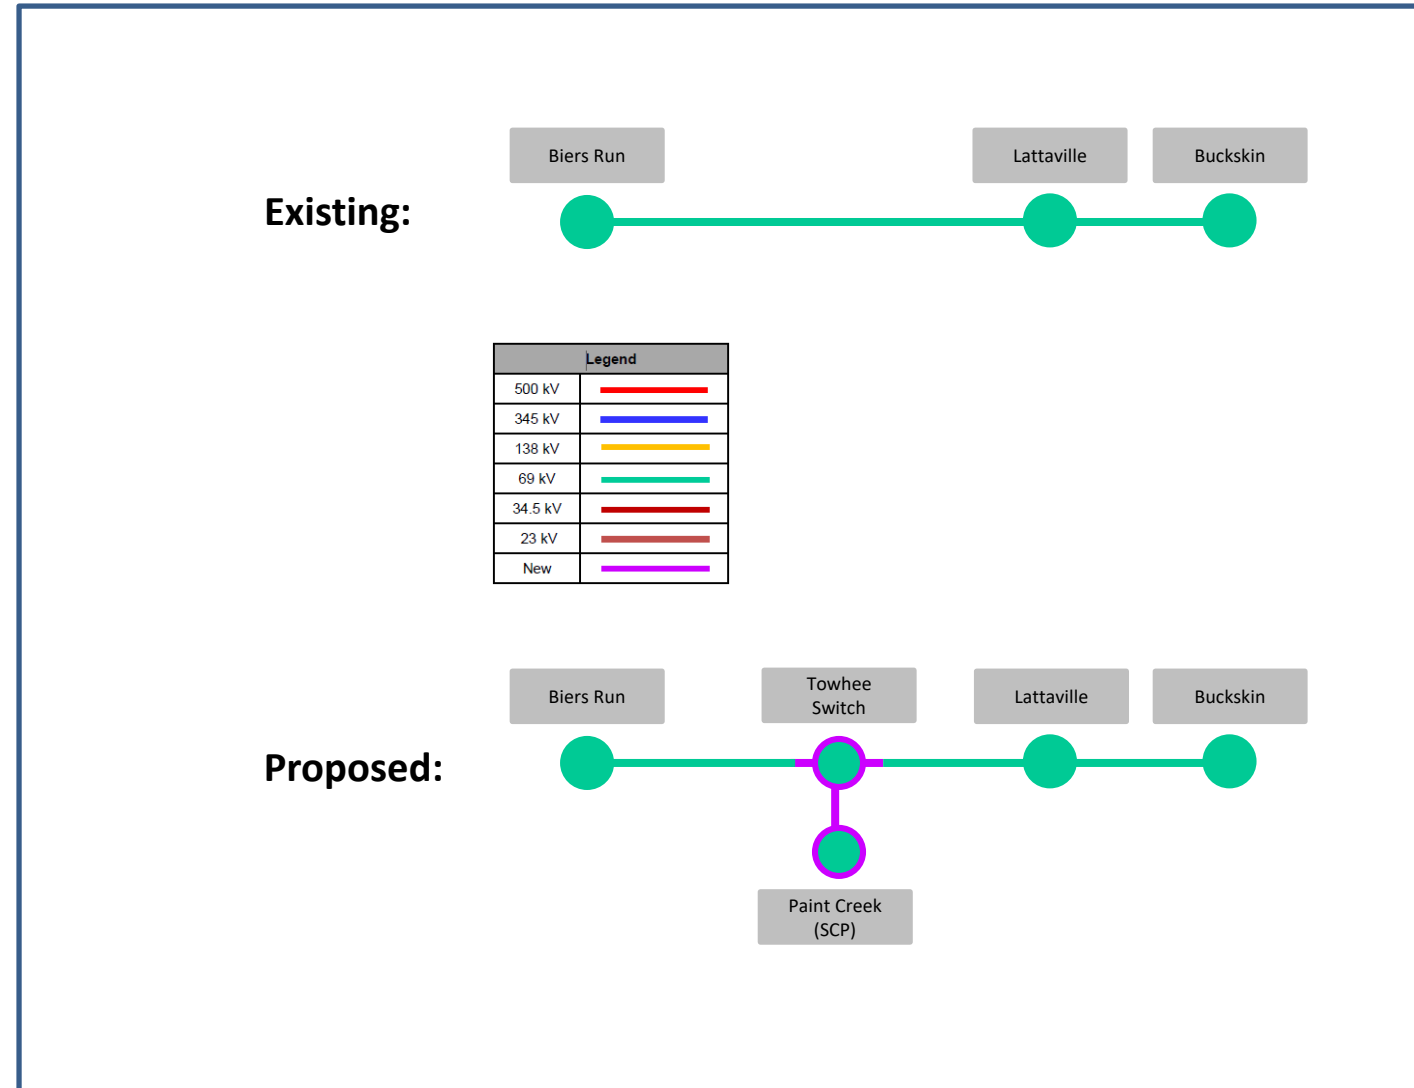 Biers Run
Lattaville
Buckskin
Existing:
Legend
500 kV
345 kV
138 kV
69 kV
34.5 kV
23 kV
New
Biers Run
Towhee
Switch
Lattaville
Buckskin
Proposed:
Paint Creek
(SCP)